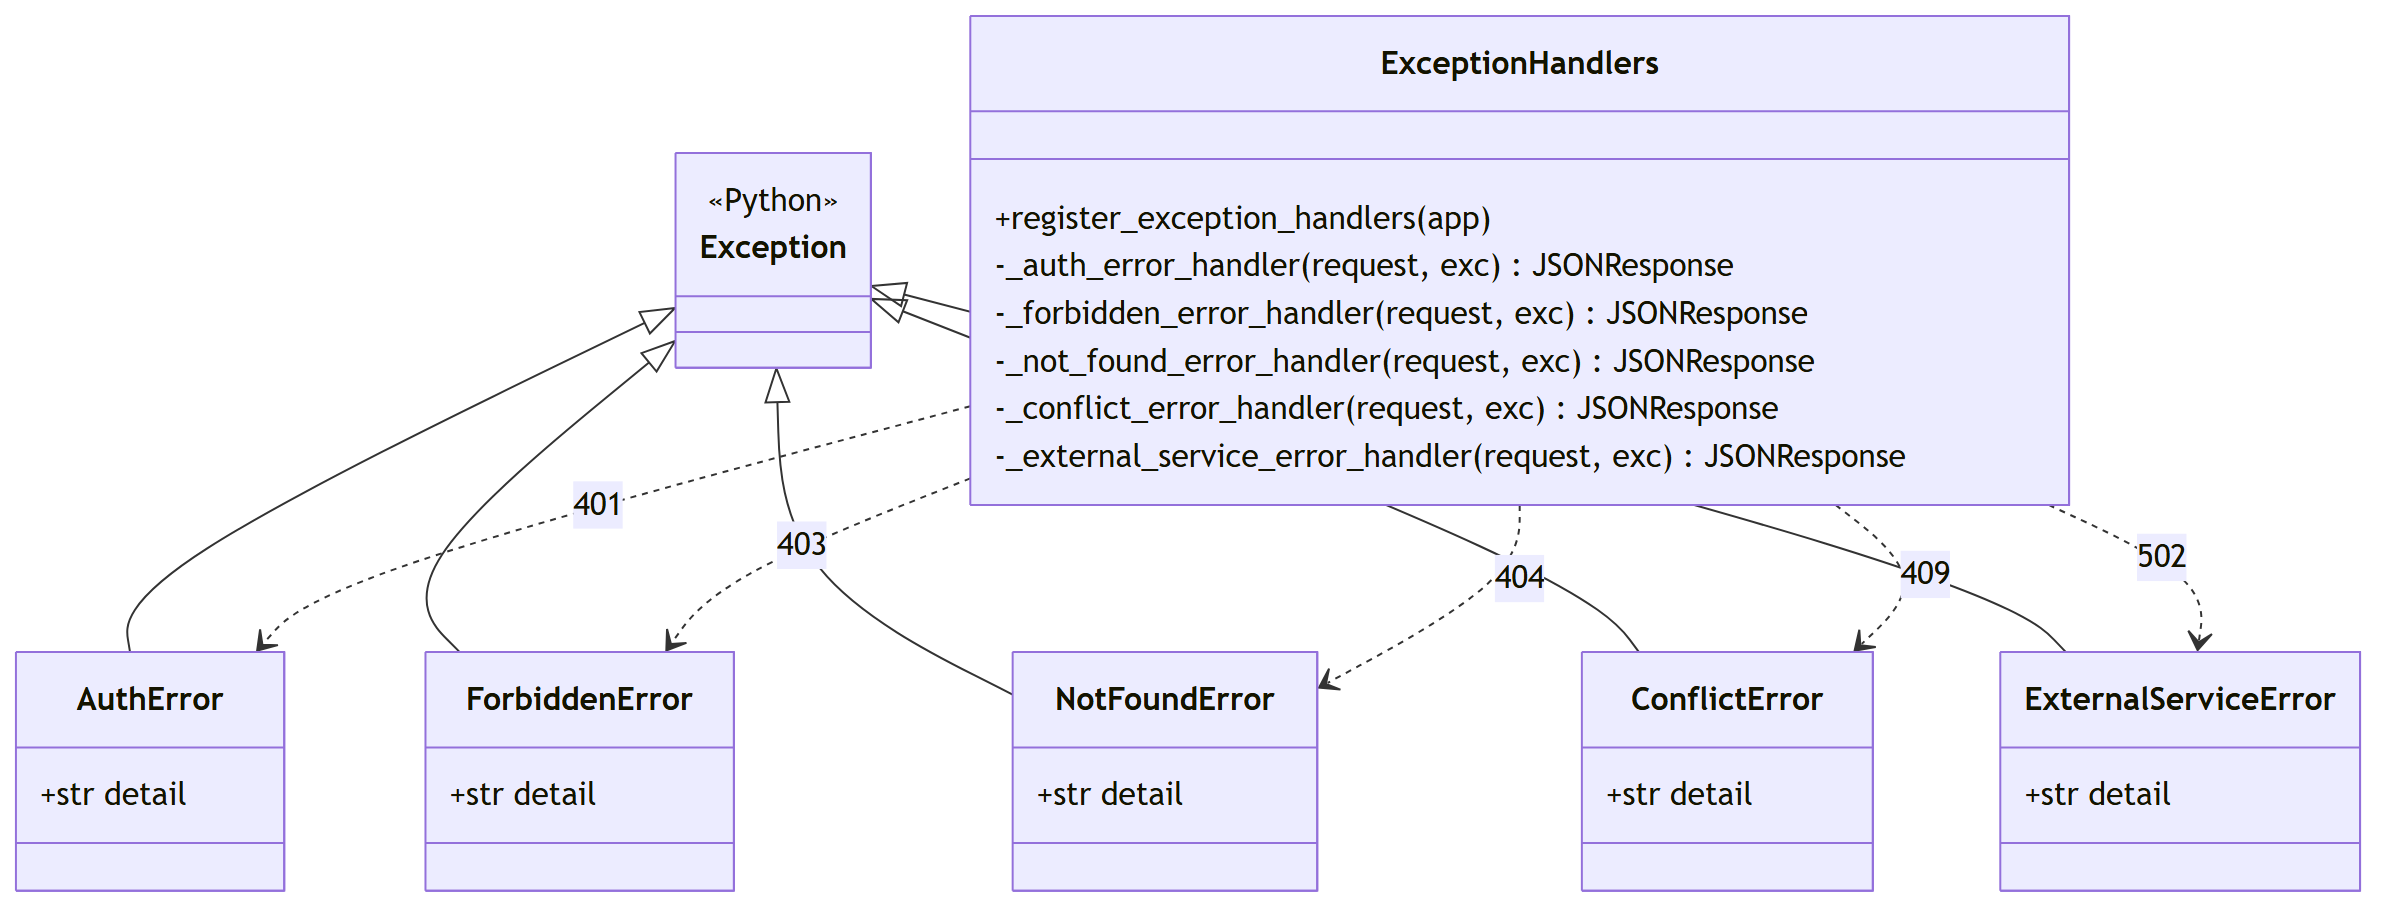 ExceptionHandlers
+register_exception_handlers(app)
-_auth_error_handler(request, exc) : JSONResponse
-_forbidden_error_handler(request, exc) : JSONResponse
-_not_found_error_handler(request, exc) : JSONResponse
-_conflict_error_handler(request, exc) : JSONResponse
-_external_service_error_handler(request, exc) : JSONResponse
«Python»
Exception
401
403
404
409
502
AuthError
+str detail
ForbiddenError
+str detail
NotFoundError
+str detail
ConflictError
+str detail
ExternalServiceError
+str detail